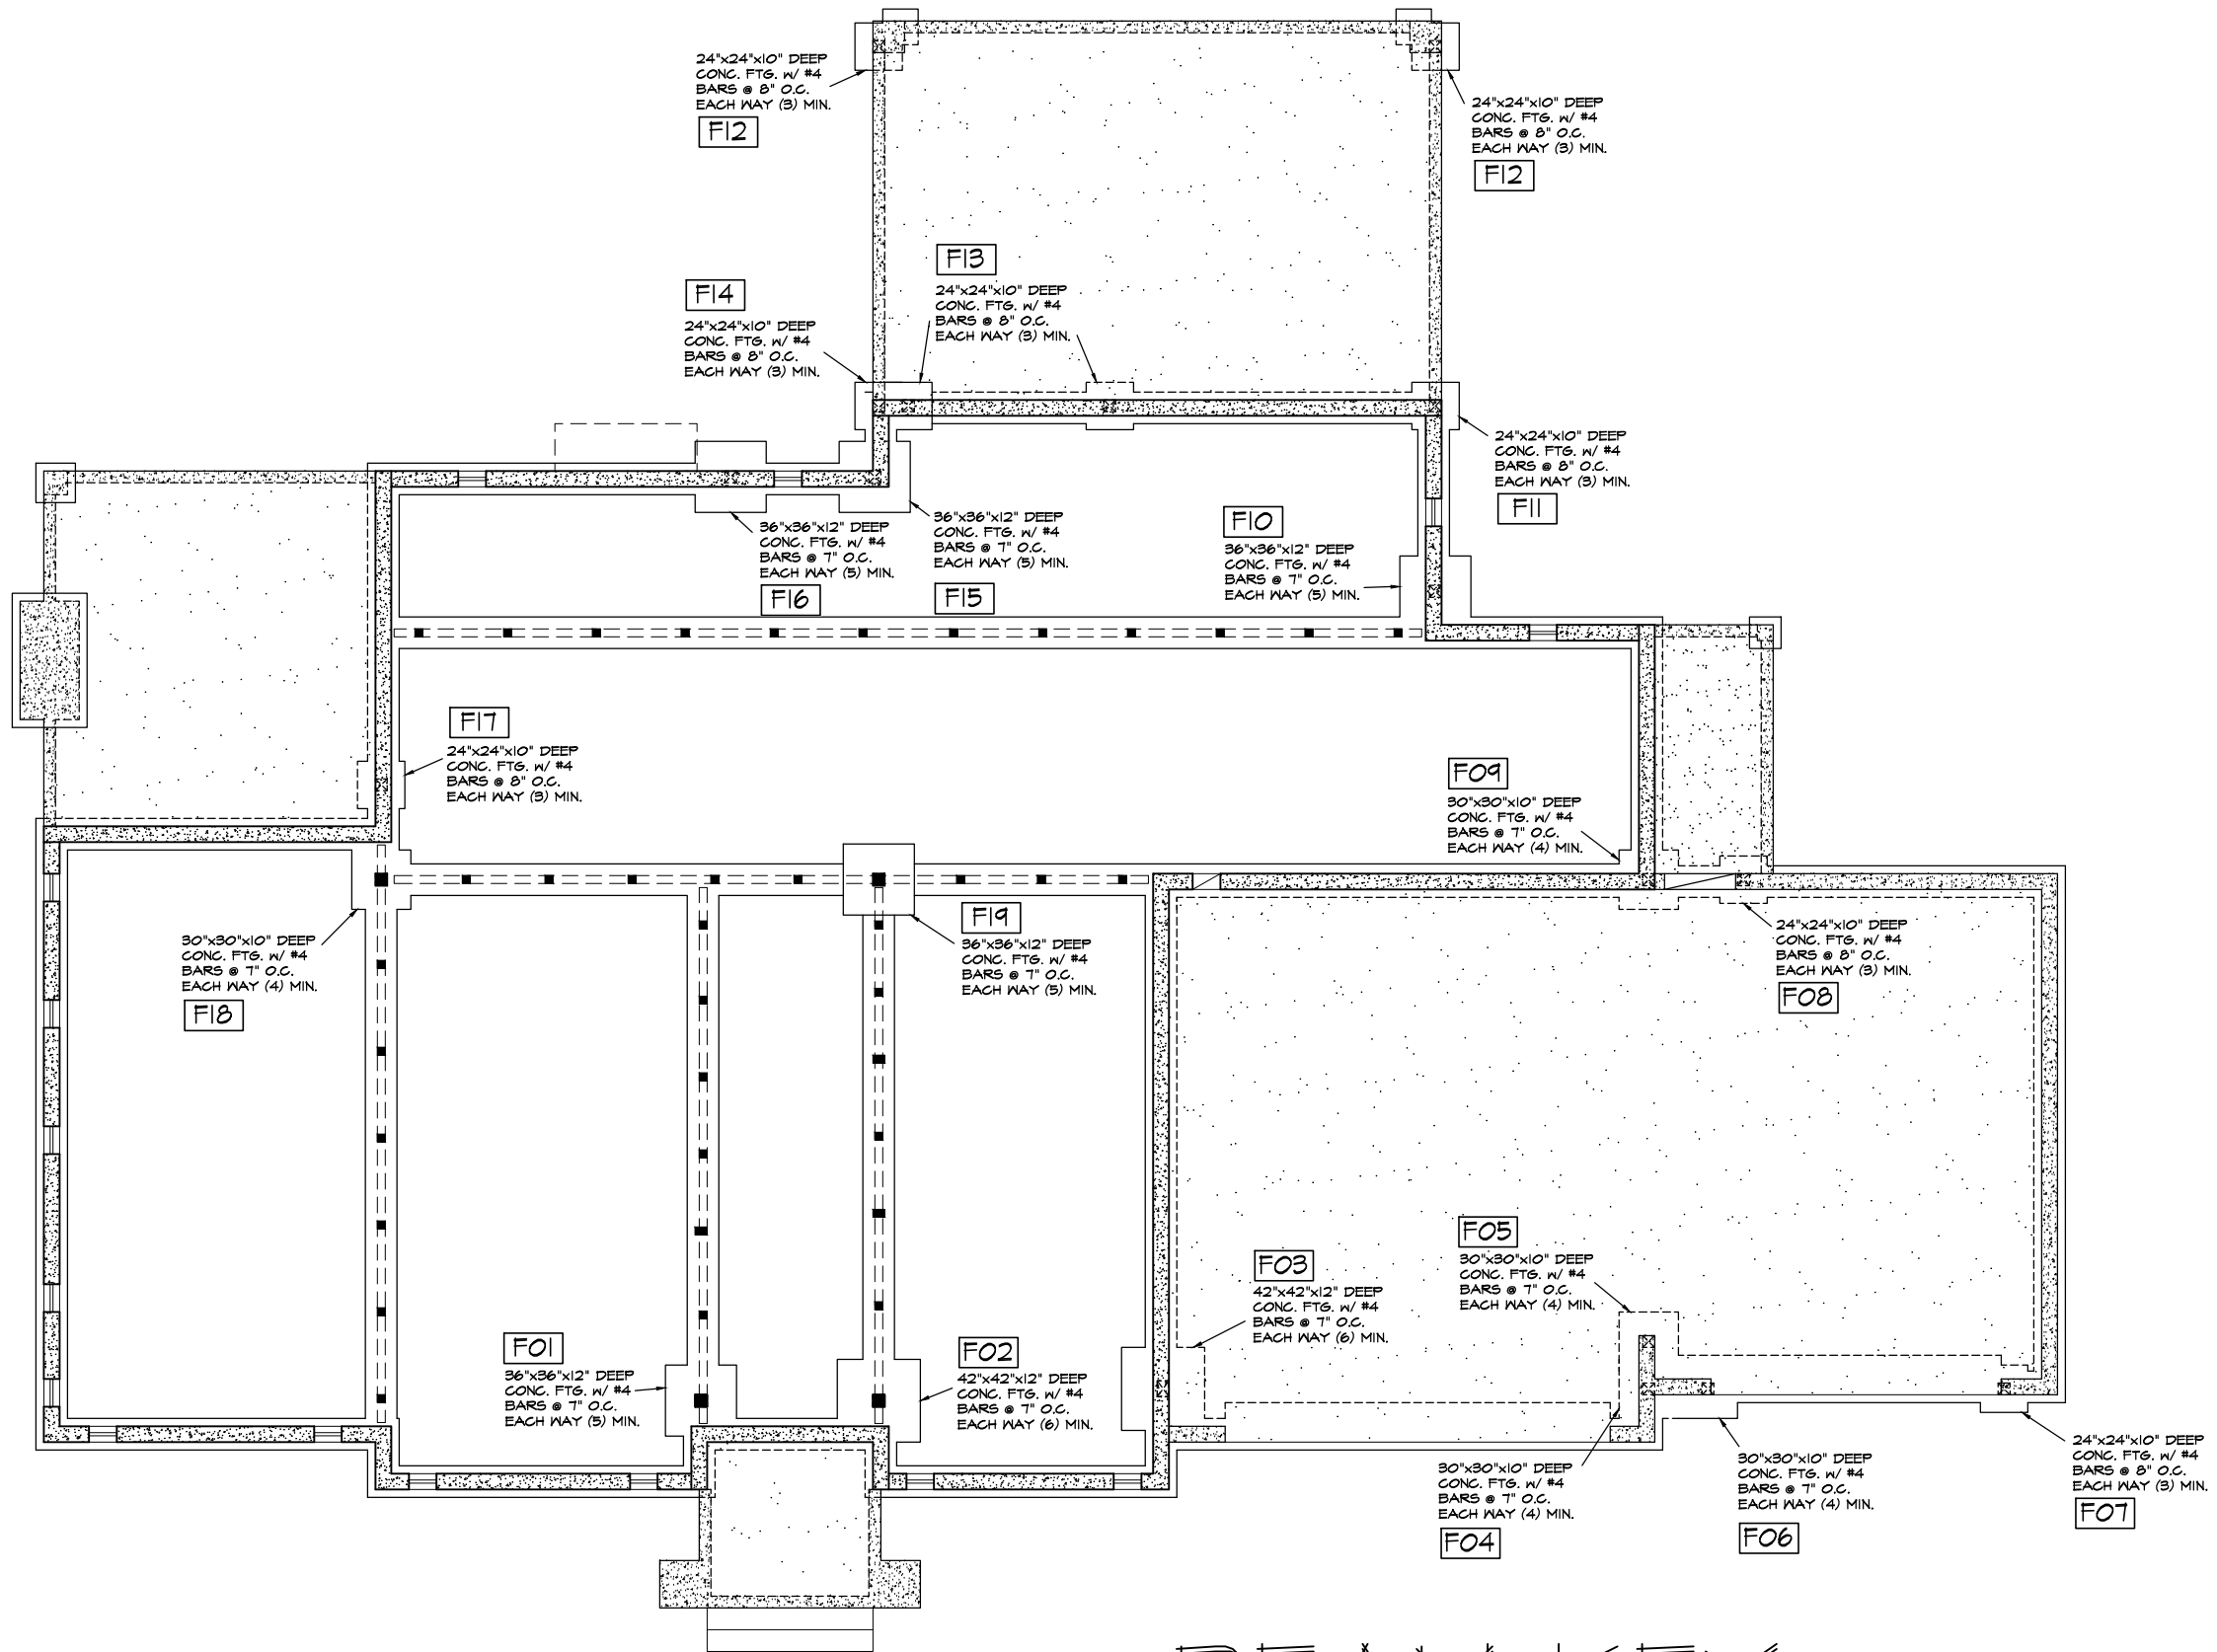 24"x24"x10" DEEP
CONC. FTG. W/ #4
BARS @ 8" O.C.
EACH WAY (3) MIN.
F12
24"x24"x10" DEEP
CONC. FTG. W/ #4
BARS @ 8" O.C.
EACH WAY (3) MIN.
F12
F13
24"x24"x10" DEEP
CONC. FTG. W/ #4
BARS @ 8" O.C.
EACH WAY (3) MIN.
F14
24"x24"x10" DEEP
CONC. FTG. W/ #4
BARS @ 8" O.C.
EACH WAY (3) MIN.
24"x24"x10" DEEP
CONC. FTG. W/ #4
BARS @ 8" O.C.
EACH WAY (3) MIN.
F11
36"x36"x12" DEEP
CONC. FTG. W/ #4
BARS @ 7" O.C.
EACH WAY (5) MIN.
F16
36"x36"x12" DEEP
CONC. FTG. W/ #4
BARS @ 7" O.C.
EACH WAY (5) MIN.
F15
F10
36"x36"x12" DEEP
CONC. FTG. W/ #4
BARS @ 7" O.C.
EACH WAY (5) MIN.
F17
24"x24"x10" DEEP
CONC. FTG. W/ #4
BARS @ 8" O.C.
EACH WAY (3) MIN.
F09
30"x30"x10" DEEP
CONC. FTG. W/ #4
BARS @ 7" O.C.
EACH WAY (4) MIN.
30"x30"x10" DEEP
CONC. FTG. W/ #4
BARS @ 7" O.C.
EACH WAY (4) MIN.
F18
F19
36"x36"x12" DEEP
CONC. FTG. W/ #4
BARS @ 7" O.C.
EACH WAY (5) MIN.
24"x24"x10" DEEP
CONC. FTG. W/ #4
BARS @ 8" O.C.
EACH WAY (3) MIN.
F08
F05
30"x30"x10" DEEP
CONC. FTG. W/ #4
BARS @ 7" O.C.
EACH WAY (4) MIN.
F03
42"x42"x12" DEEP
CONC. FTG. W/ #4
BARS @ 7" O.C.
EACH WAY (6) MIN.
F01
36"x36"x12" DEEP
CONC. FTG. W/ #4
BARS @ 7" O.C.
EACH WAY (5) MIN.
F02
42"x42"x12" DEEP
CONC. FTG. W/ #4
BARS @ 7" O.C.
EACH WAY (6) MIN.
30"x30"x10" DEEP
CONC. FTG. W/ #4
BARS @ 7" O.C.
EACH WAY (4) MIN.
F04
30"x30"x10" DEEP
CONC. FTG. W/ #4
BARS @ 7" O.C.
EACH WAY (4) MIN.
F06
24"x24"x10" DEEP
CONC. FTG. W/ #4
BARS @ 8" O.C.
EACH WAY (3) MIN.
F07